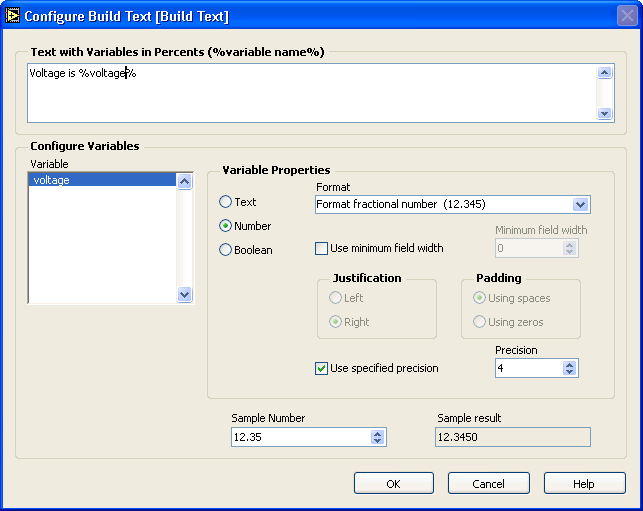 Configure Build Text [Build Text]
Text with Variables in Percents (%variable name%)
Voltage is %voltage%
Configure Variables
Variable
voltage
Variable Properties
Text
Number
Boolean
Format
Format fractional number (12.345)
Use minimum field width
Minimum field width
0
Justification
Left
Right
Padding
Using spaces
Using zeros
Use specified precision
Precision
4
Sample Number
12.35
Sample result
12.3450
OK
Cancel
Help